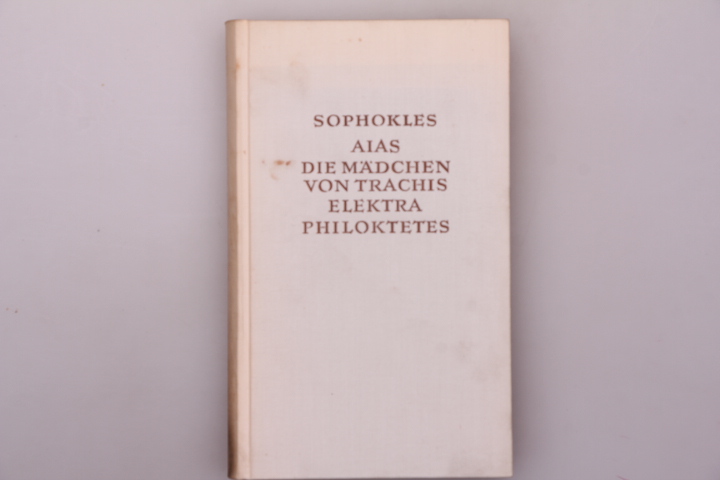 SOPHOKLES
AIAS
DIE MÄDCHEN
VON TRACHIS
ELEKTRA
PHILOKTETES